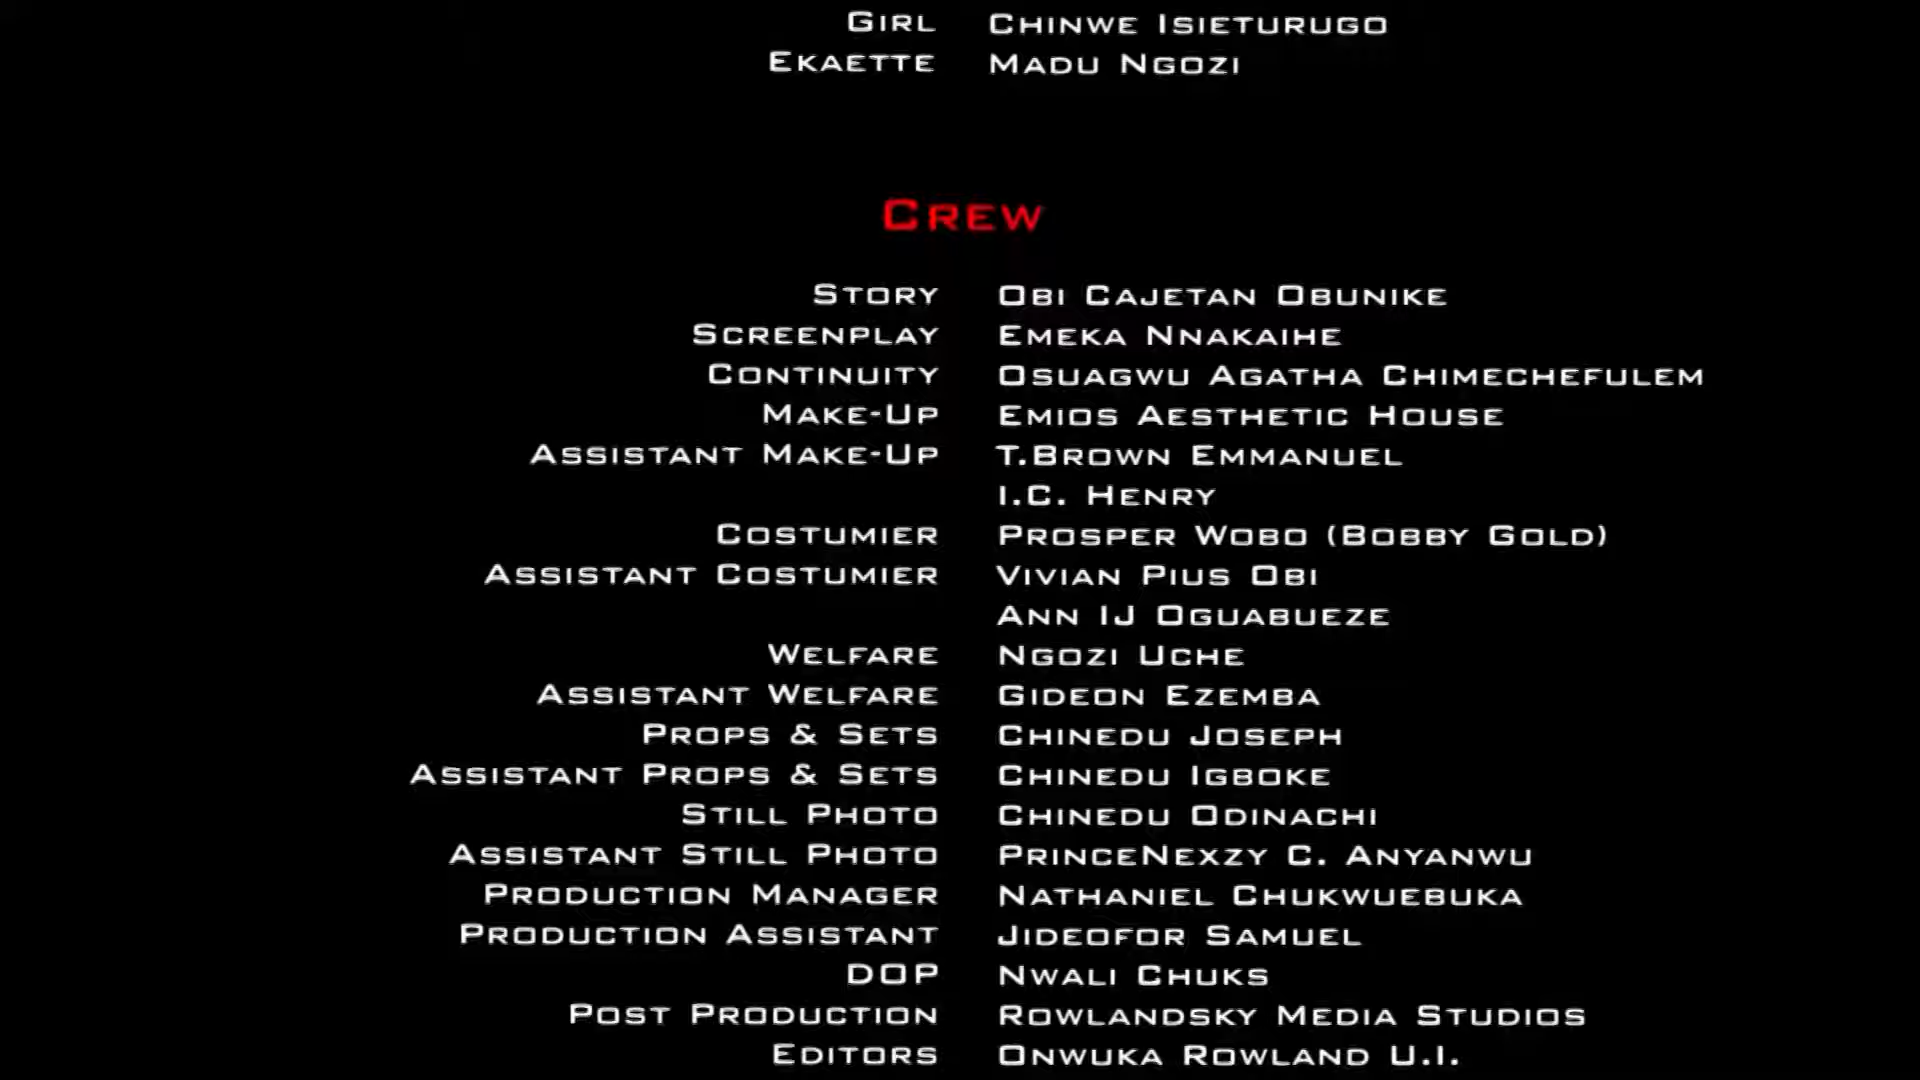 Girl Chinwe Isieturugo
Ekaette Madu Ngozi
Crew
Story Obi Cajetan Obunike
Screenplay Emeka Nnakaihe
Continuity Osuagwu Agatha Chimechefulem
Make-Up Emios Aesthetic House
Assistant Make-Up T.Brown Emmanuel
I.C. Henry
Costumier Prosper Wobo (Bobby Gold)
Assistant Costumier Vivian Pius Obi
Ann IJ Oguabueze
Welfare Ngozi Uche
Assistant Welfare Gideon Ezemba
Props & Sets Chinedu Joseph
Assistant Props & Sets Chinedu Igboke
Still Photo Chinedu Odinachi
Assistant Still Photo PrinceNexzy C. Anyanwu
Production Manager Nathaniel Chukwuebuka
Production Assistant Jideofor Samuel
DOP Nwali Chuks
Post Production Rowlandsky Media Studios
Editors Onwuka Rowland U.I.